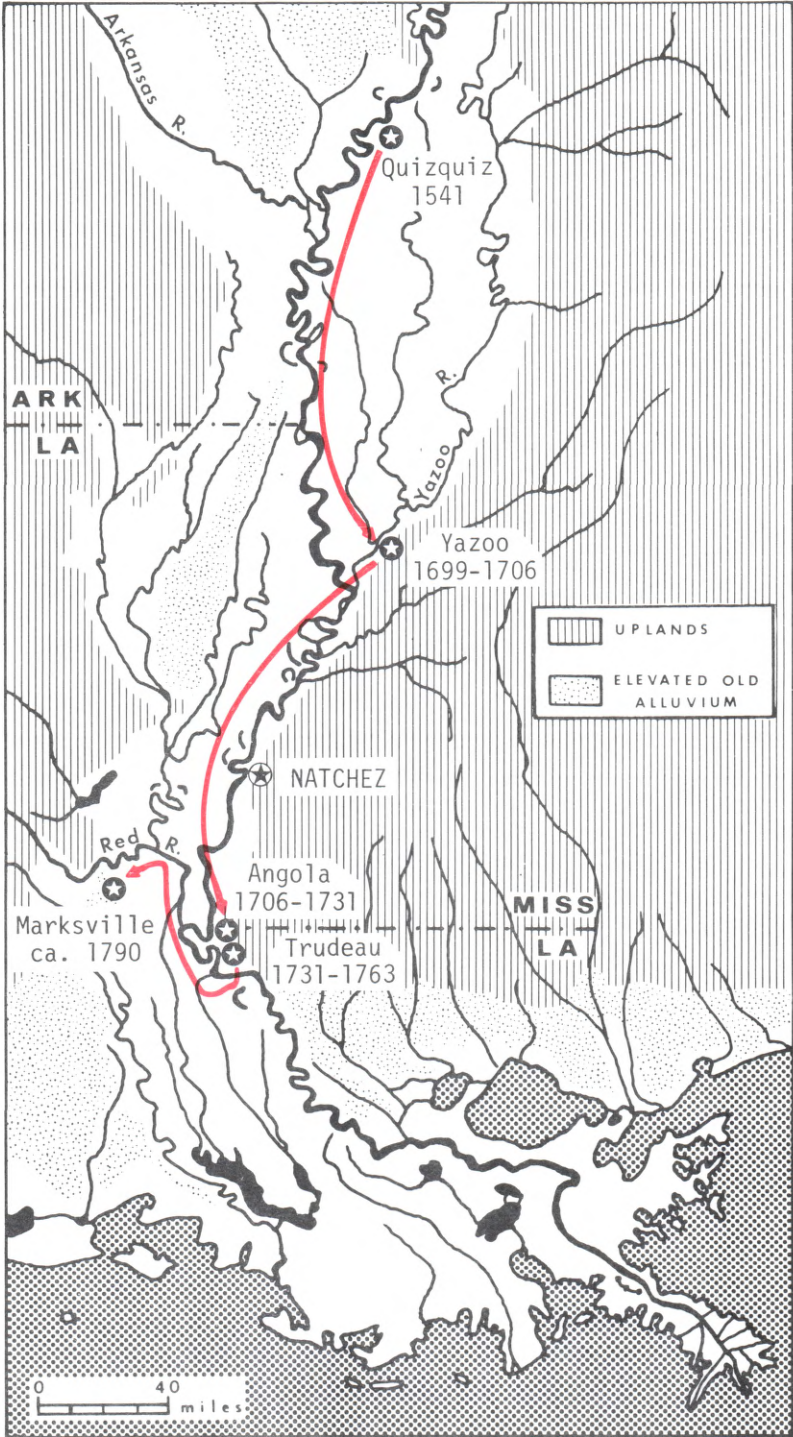 Arkansas R.
Quizquiz
1541
ARK
LA
Yazoo R.
Yazoo
1699-1706
UPLANDS
ELEVATED OLD
ALLUVIUM
NATCHEZ
Red R.
Angola
1706-1731
Marksville
ca. 1790
MISS
LA
Trudeau
1731-1763
0 40
miles